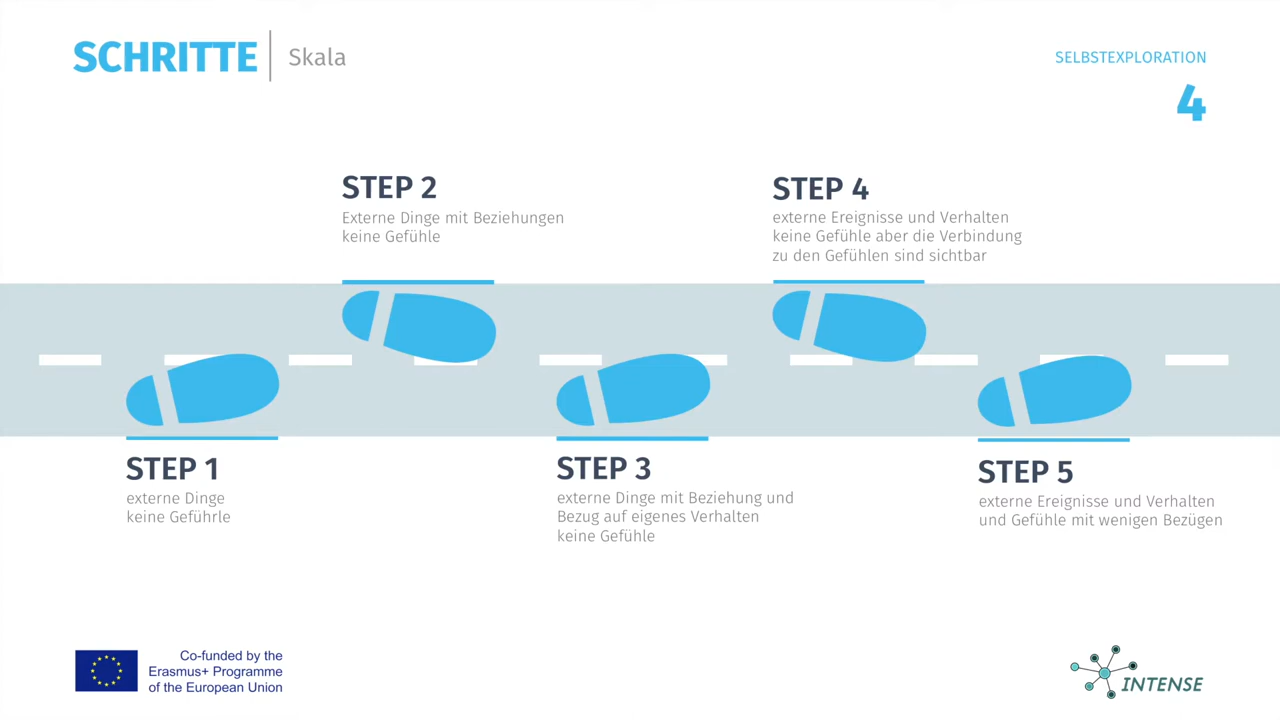 SCHRITTE
Skala
SELBSTEXPLORATION
4
STEP 2
Externe Dinge mit Beziehungen
keine Gefühle
STEP 4
externe Ereignisse und Verhalten
keine Gefühle aber die Verbindung
zu den Gefühlen sind sichtbar
STEP 1
externe Dinge
keine Geführle
STEP 3
externe Dinge mit Beziehung und
Bezug auf eigenes Verhalten
keine Gefühle
STEP 5
externe Ereignisse und Verhalten
und Gefühle mit wenigen Bezügen
Co-funded by the
Erasmus+ Programme
of the European Union
INTENSE